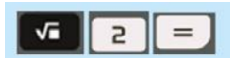 √■ 2 =